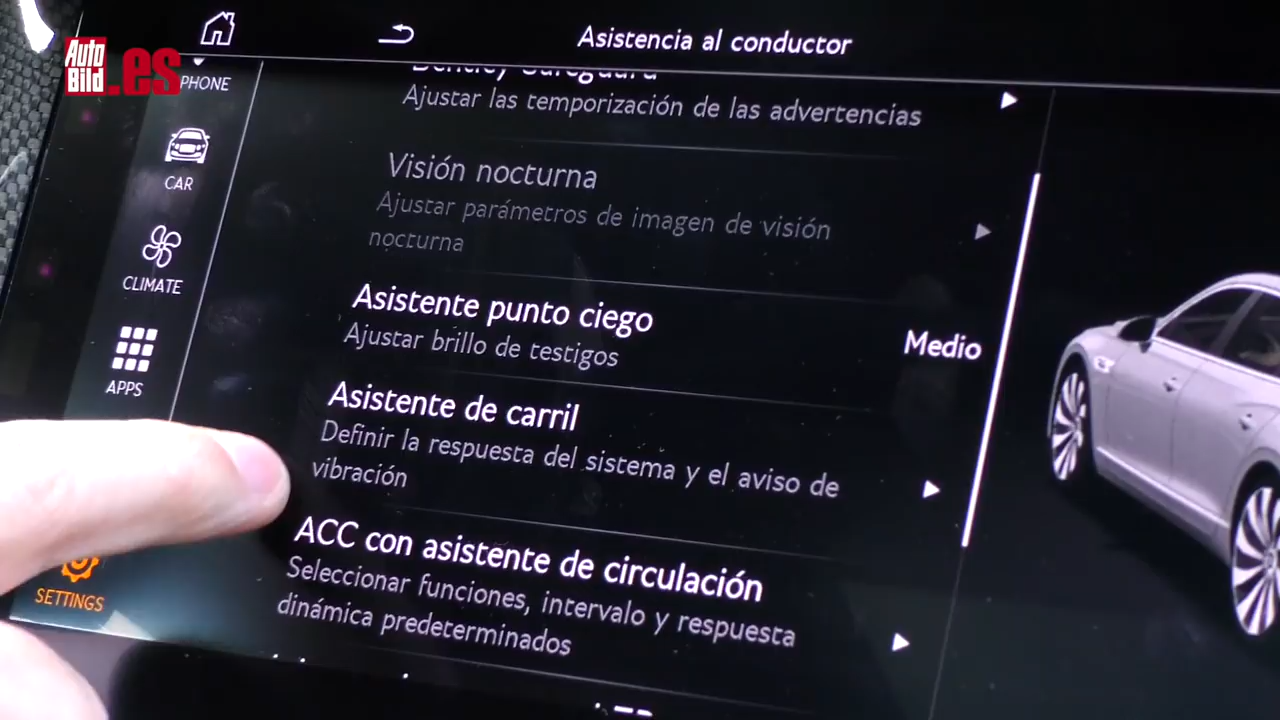 Auto
Bild.es
Asistencia al conductor
PHONE
CAR
CLIMATE
APPS
SETTINGS
Bentley Safeguard
Ajustar las temporización de las advertencias
Visión nocturna
Ajustar parámetros de imagen de visión
nocturna
Asistente punto ciego
Ajustar brillo de testigos
Medio
Asistente de carril
Definir la respuesta del sistema y el aviso de
vibración
ACC con asistente de circulación
Seleccionar funciones, intervalo y respuesta
dinámica predeterminados